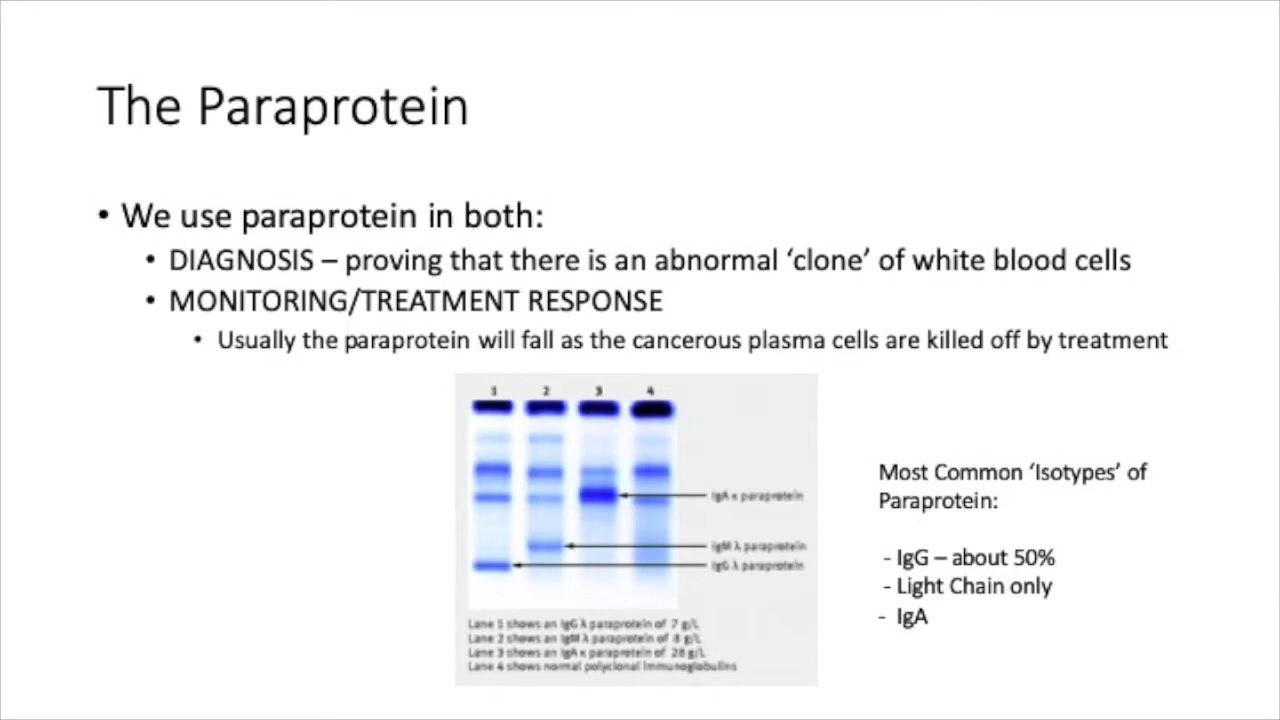 The Paraprotein
• We use paraprotein in both:
• DIAGNOSIS – proving that there is an abnormal ‘clone’ of white blood cells
• MONITORING/TREATMENT RESPONSE
• Usually the paraprotein will fall as the cancerous plasma cells are killed off by treatment
1 2 3 4
IgA κ paraprotein
IgM λ paraprotein
IgG λ paraprotein
Lane 1 shows an IgG λ paraprotein of 7 g/L
Lane 2 shows an IgM λ paraprotein of 8 g/L
Lane 3 shows an IgA κ paraprotein of 28 g/L
Lane 4 shows normal polyclonal immunoglobulins
Most Common ‘Isotypes’ of
Paraprotein:
- IgG – about 50%
- Light Chain only
- IgA